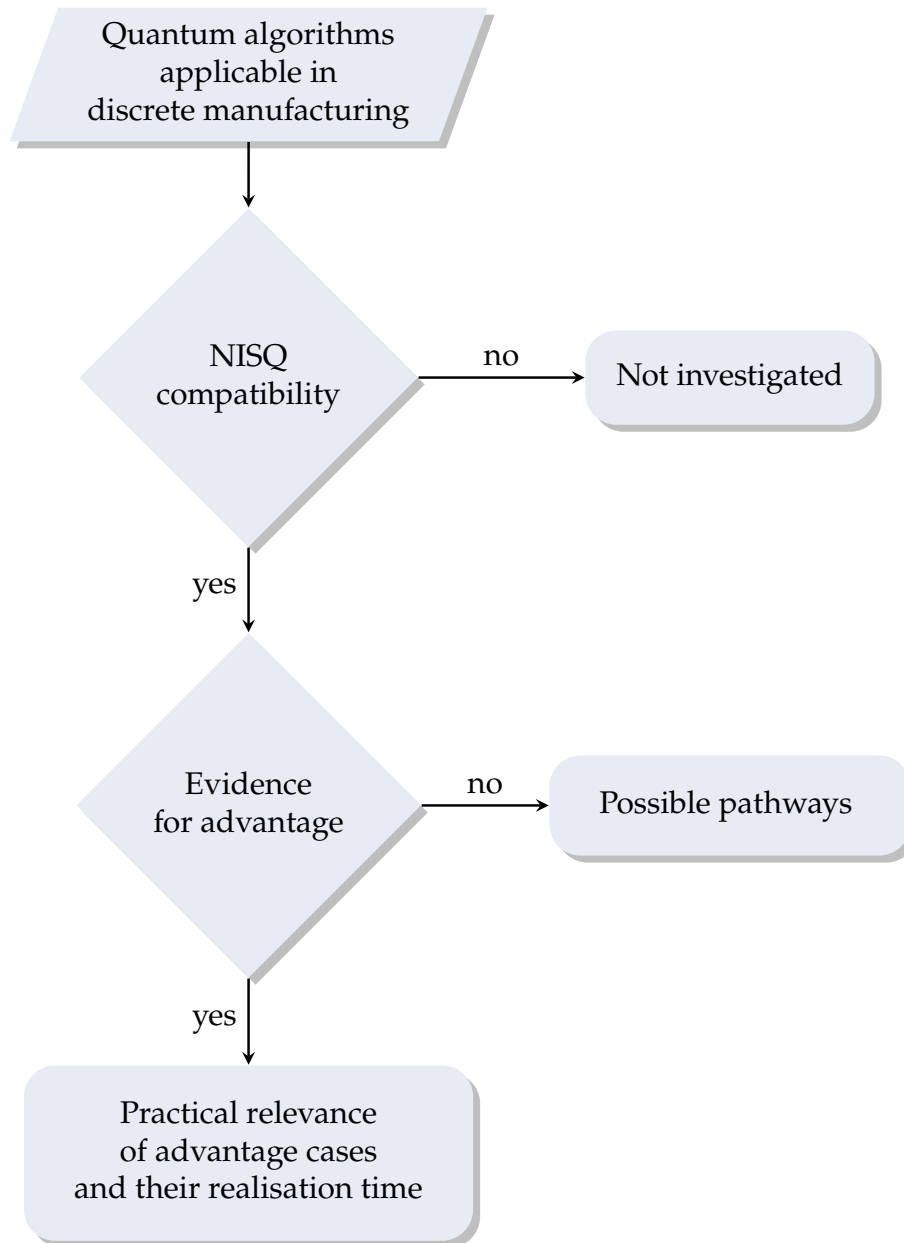 Quantum algorithms
applicable in
discrete manufacturing
NISQ
compatibility
no
Not investigated
yes
Evidence
for advantage
no
Possible pathways
yes
Practical relevance
of advantage cases
and their realisation time